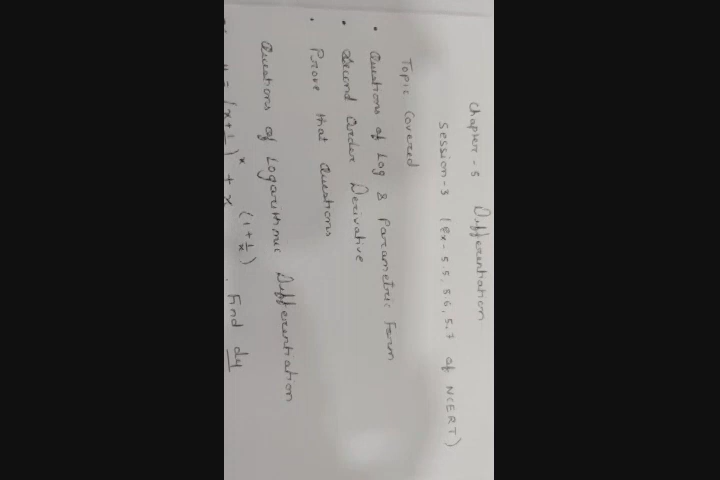 Chapter - 5 Differentiation
Session - 3 (Ex - 5.5, 5.6, 5.7 of NCERT)
Topic Covered
• Questions of Log & Parametric Form
• Second Order Derivative
• Prove that Questions
Questions of Logarithmic Differentiation
y = (x + 1/x)^x + x^(1 + 1/x). Find dy